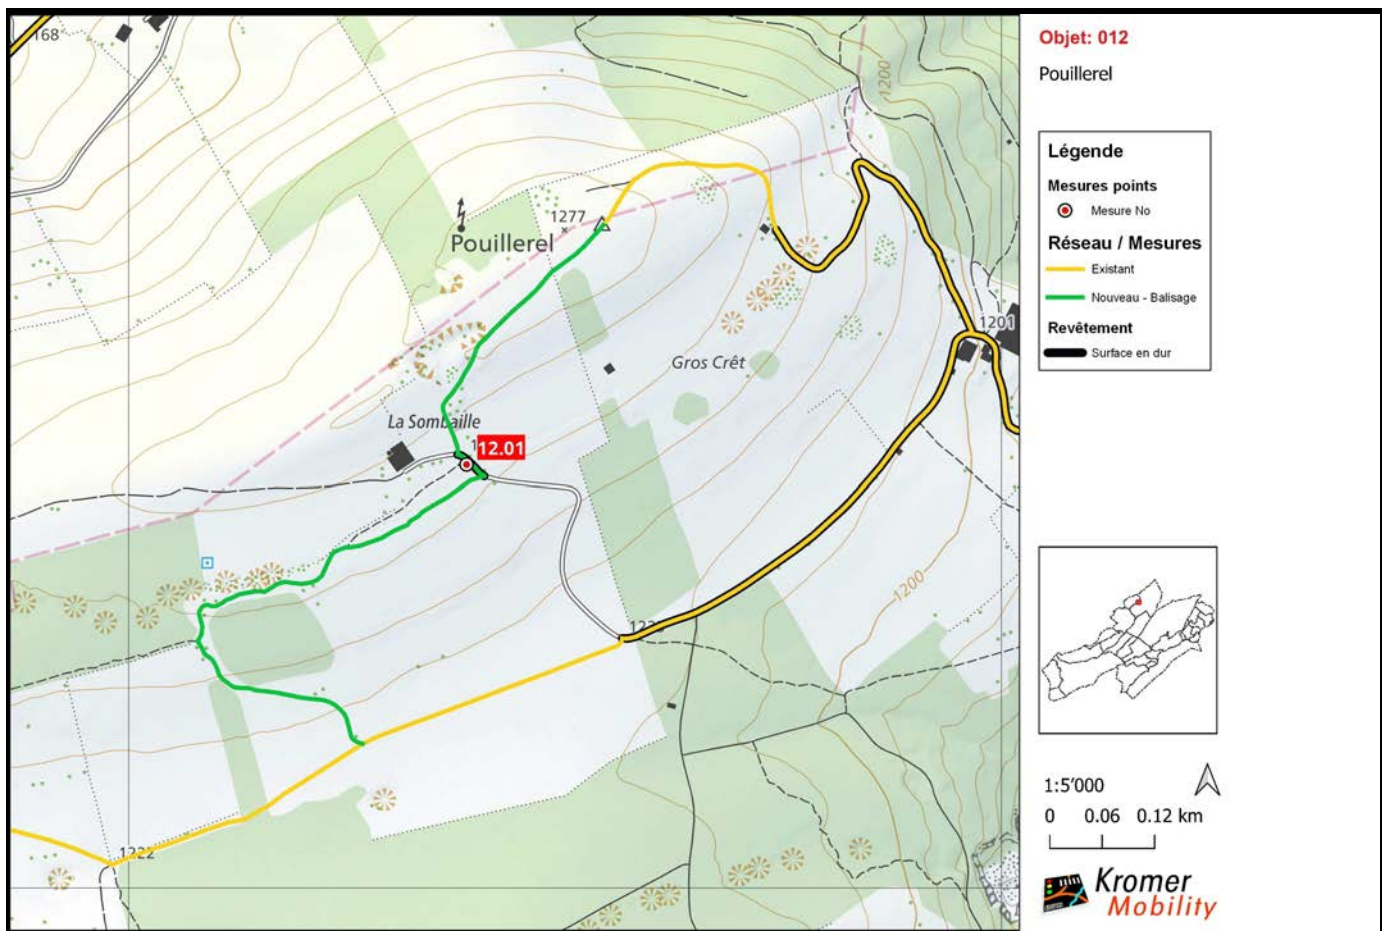 168
1200
1277
Pouillerel
1201
Gros Crêt
La Sombaille
12.01
1200
1222
Objet: 012
Pouillerel
Légende
Mesures points
Mesure No
Réseau / Mesures
Existant
Nouveau - Balisage
Revêtement
Surface en dur
1:5'000
0 0.06 0.12 km
Kromer
Mobility